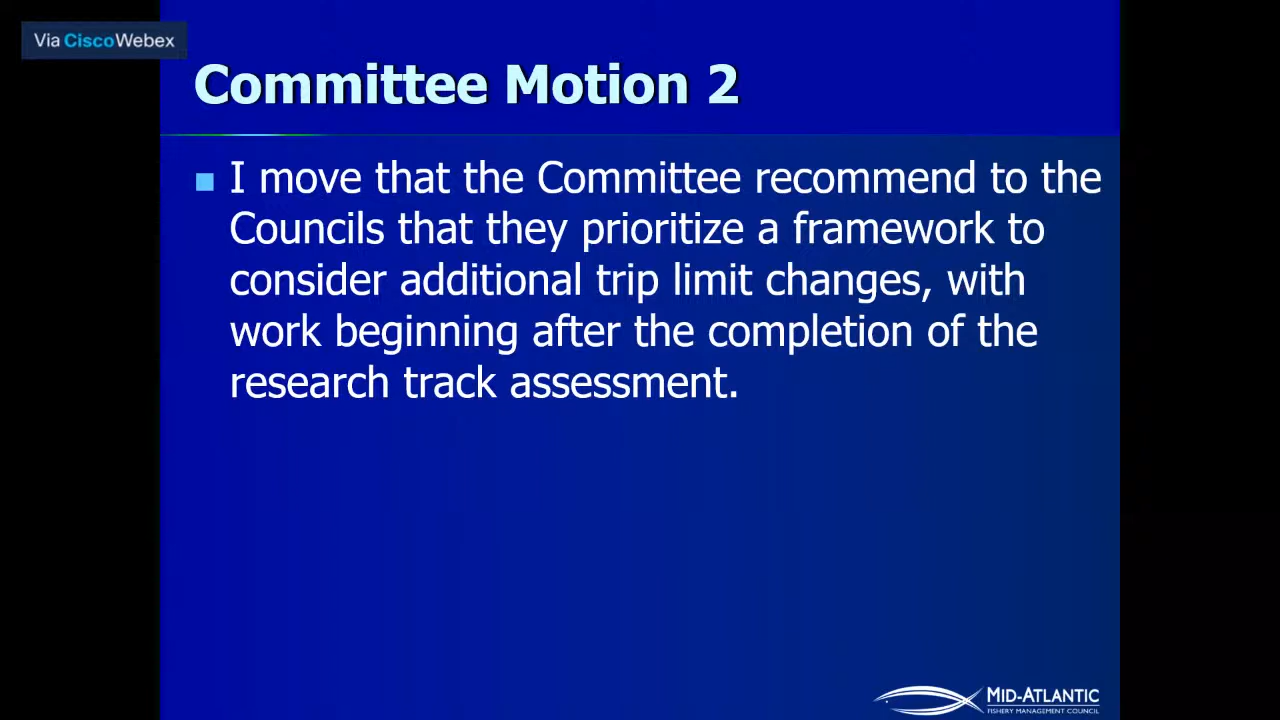 Via CiscoWebex
Committee Motion 2
I move that the Committee recommend to the
Councils that they prioritize a framework to
consider additional trip limit changes, with
work beginning after the completion of the
research track assessment.
MID-ATLANTIC
FISHERY MANAGEMENT COUNCIL